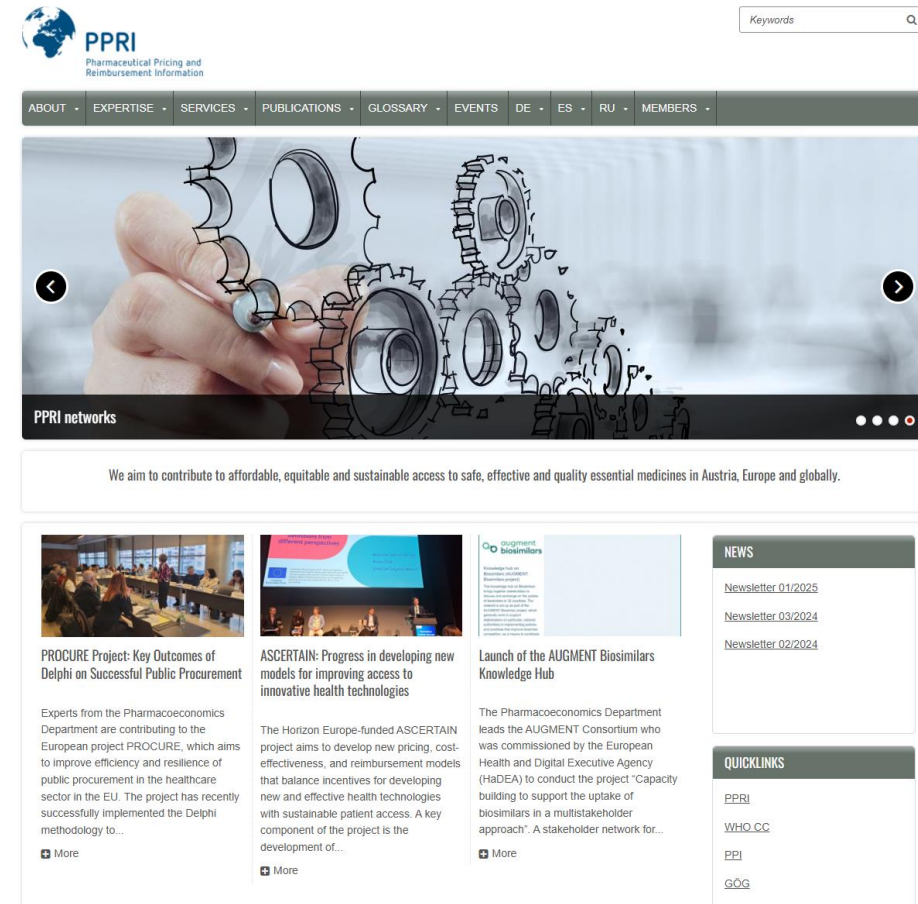 PPRI
Pharmaceutical Pricing and
Reimbursement Information
Keywords
ABOUT
EXPERTISE
SERVICES
PUBLICATIONS
GLOSSARY
EVENTS
DE
ES
RU
MEMBERS
PPRI networks
We aim to contribute to affordable, equitable and sustainable access to safe, effective and quality essential medicines in Austria, Europe and globally.
PROCURE Project: Key Outcomes of
Delphi on Successful Public Procurement
Experts from the Pharmacoeconomics
Department are contributing to the
European project PROCURE, which aims
to improve efficiency and resilience of
public procurement in the healthcare
sector in the EU. The project has recently
successfully implemented the Delphi
methodology to...
More
different perspectives
ASCERTAIN: Progress in developing new
models for improving access to
innovative health technologies
The Horizon Europe-funded ASCERTAIN
project aims to develop new pricing, cost-
effectiveness, and reimbursement models
that balance incentives for developing
new and effective health technologies
with sustainable patient access. A key
component of the project is the
development of...
More
augment
biosimilars
Knowledge hub on
Biosimilars (AUGMENT
Biosimilars project)
Launch of the AUGMENT Biosimilars
Knowledge Hub
The Pharmacoeconomics Department
leads the AUGMENT Consortium who
was commissioned by the European
Health and Digital Executive Agency
(HaDEA) to conduct the project “Capacity
building to support the uptake of
biosimilars in a multistakeholder
approach”. A stakeholder network for...
More
NEWS
Newsletter 01/2025
Newsletter 03/2024
Newsletter 02/2024
QUICKLINKS
PPRI
WHO CC
PPI
GÖG